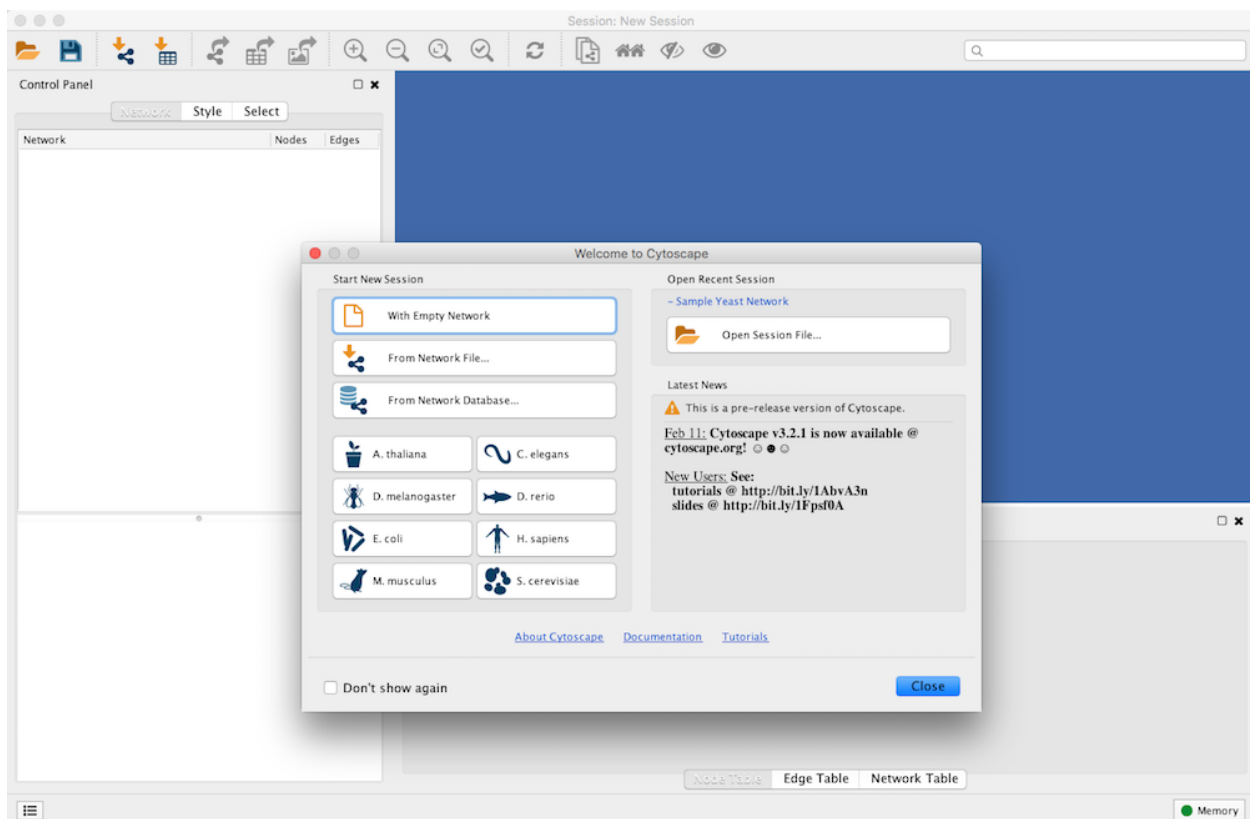 Session: New Session
Control Panel
Network Style Select
Network Nodes Edges
Welcome to Cytoscape
Start New Session
With Empty Network
From Network File...
From Network Database...
A. thaliana
C. elegans
D. melanogaster
D. rerio
E. coli
H. sapiens
M. musculus
S. cerevisiae
Open Recent Session
– Sample Yeast Network
Open Session File...
Latest News
This is a pre-release version of Cytoscape.
Feb 11: Cytoscape v3.2.1 is now available @
cytoscape.org! ☺☻☺
New Users: See:
tutorials @ http://bit.ly/1AbvA3n
slides @ http://bit.ly/1Fpsf0A
About Cytoscape Documentation Tutorials
Don't show again
Close
Node Table Edge Table Network Table
Memory